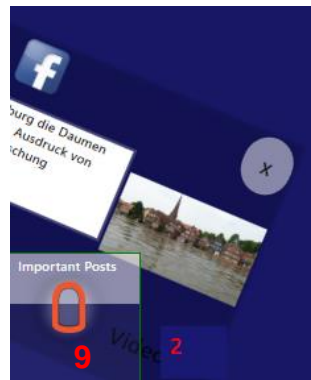 f
burg die Daumen
Ausdruck von
schung
x
Important Posts
9
Video
2